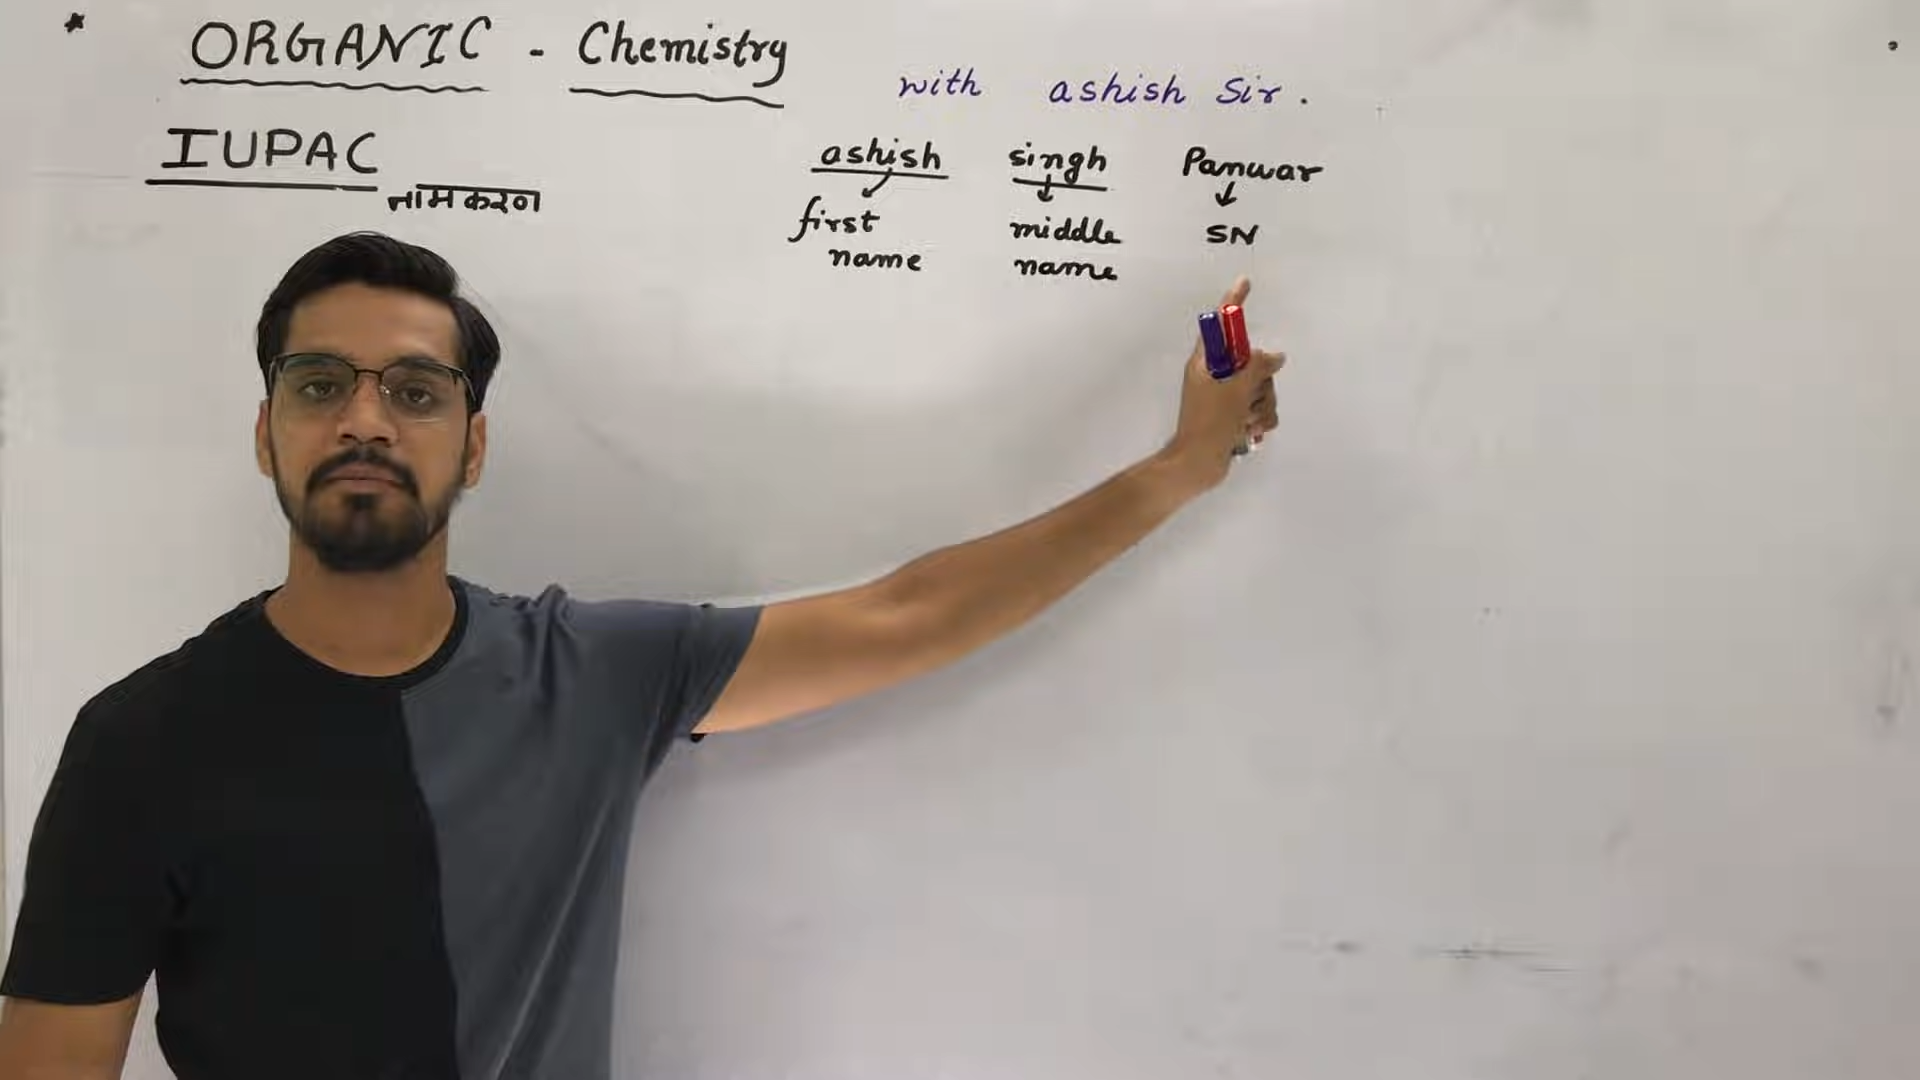 * ORGANIC - Chemistry
with ashish Sir.
IUPAC
नामकरण
ashish singh Panwar
first middle SN
name name